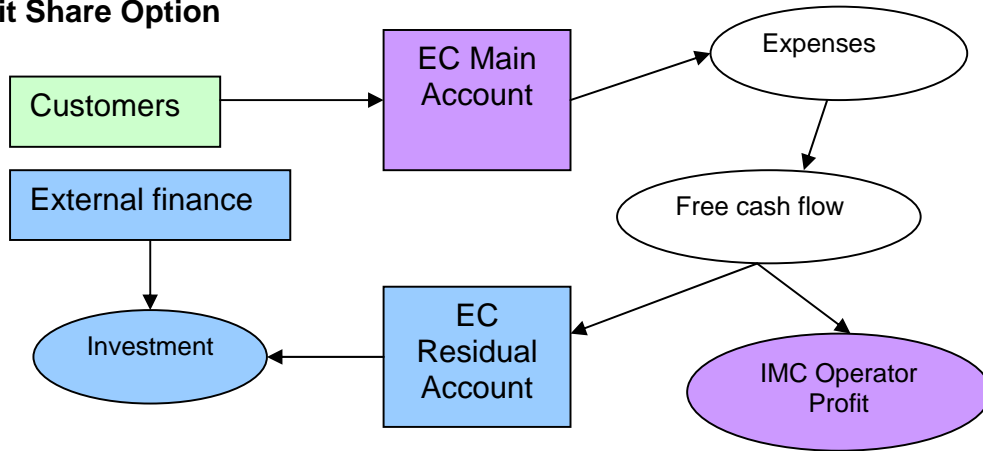 it Share Option
Customers
EC Main
Account
Expenses
External finance
Free cash flow
Investment
EC
Residual
Account
IMC Operator
Profit